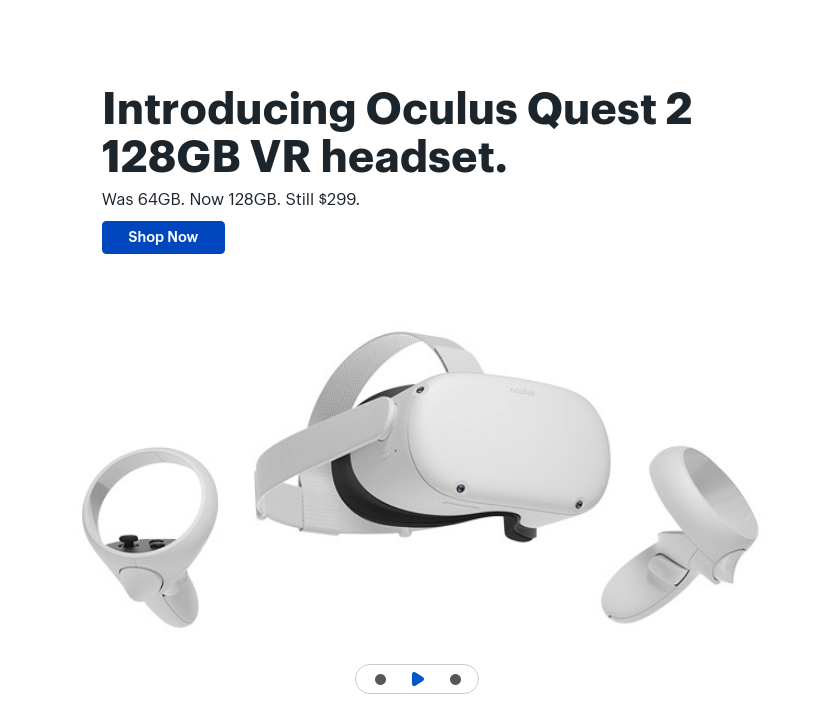 Introducing Oculus Quest 2
128GB VR headset.
Was 64GB. Now 128GB. Still $299.
Shop Now
oculus